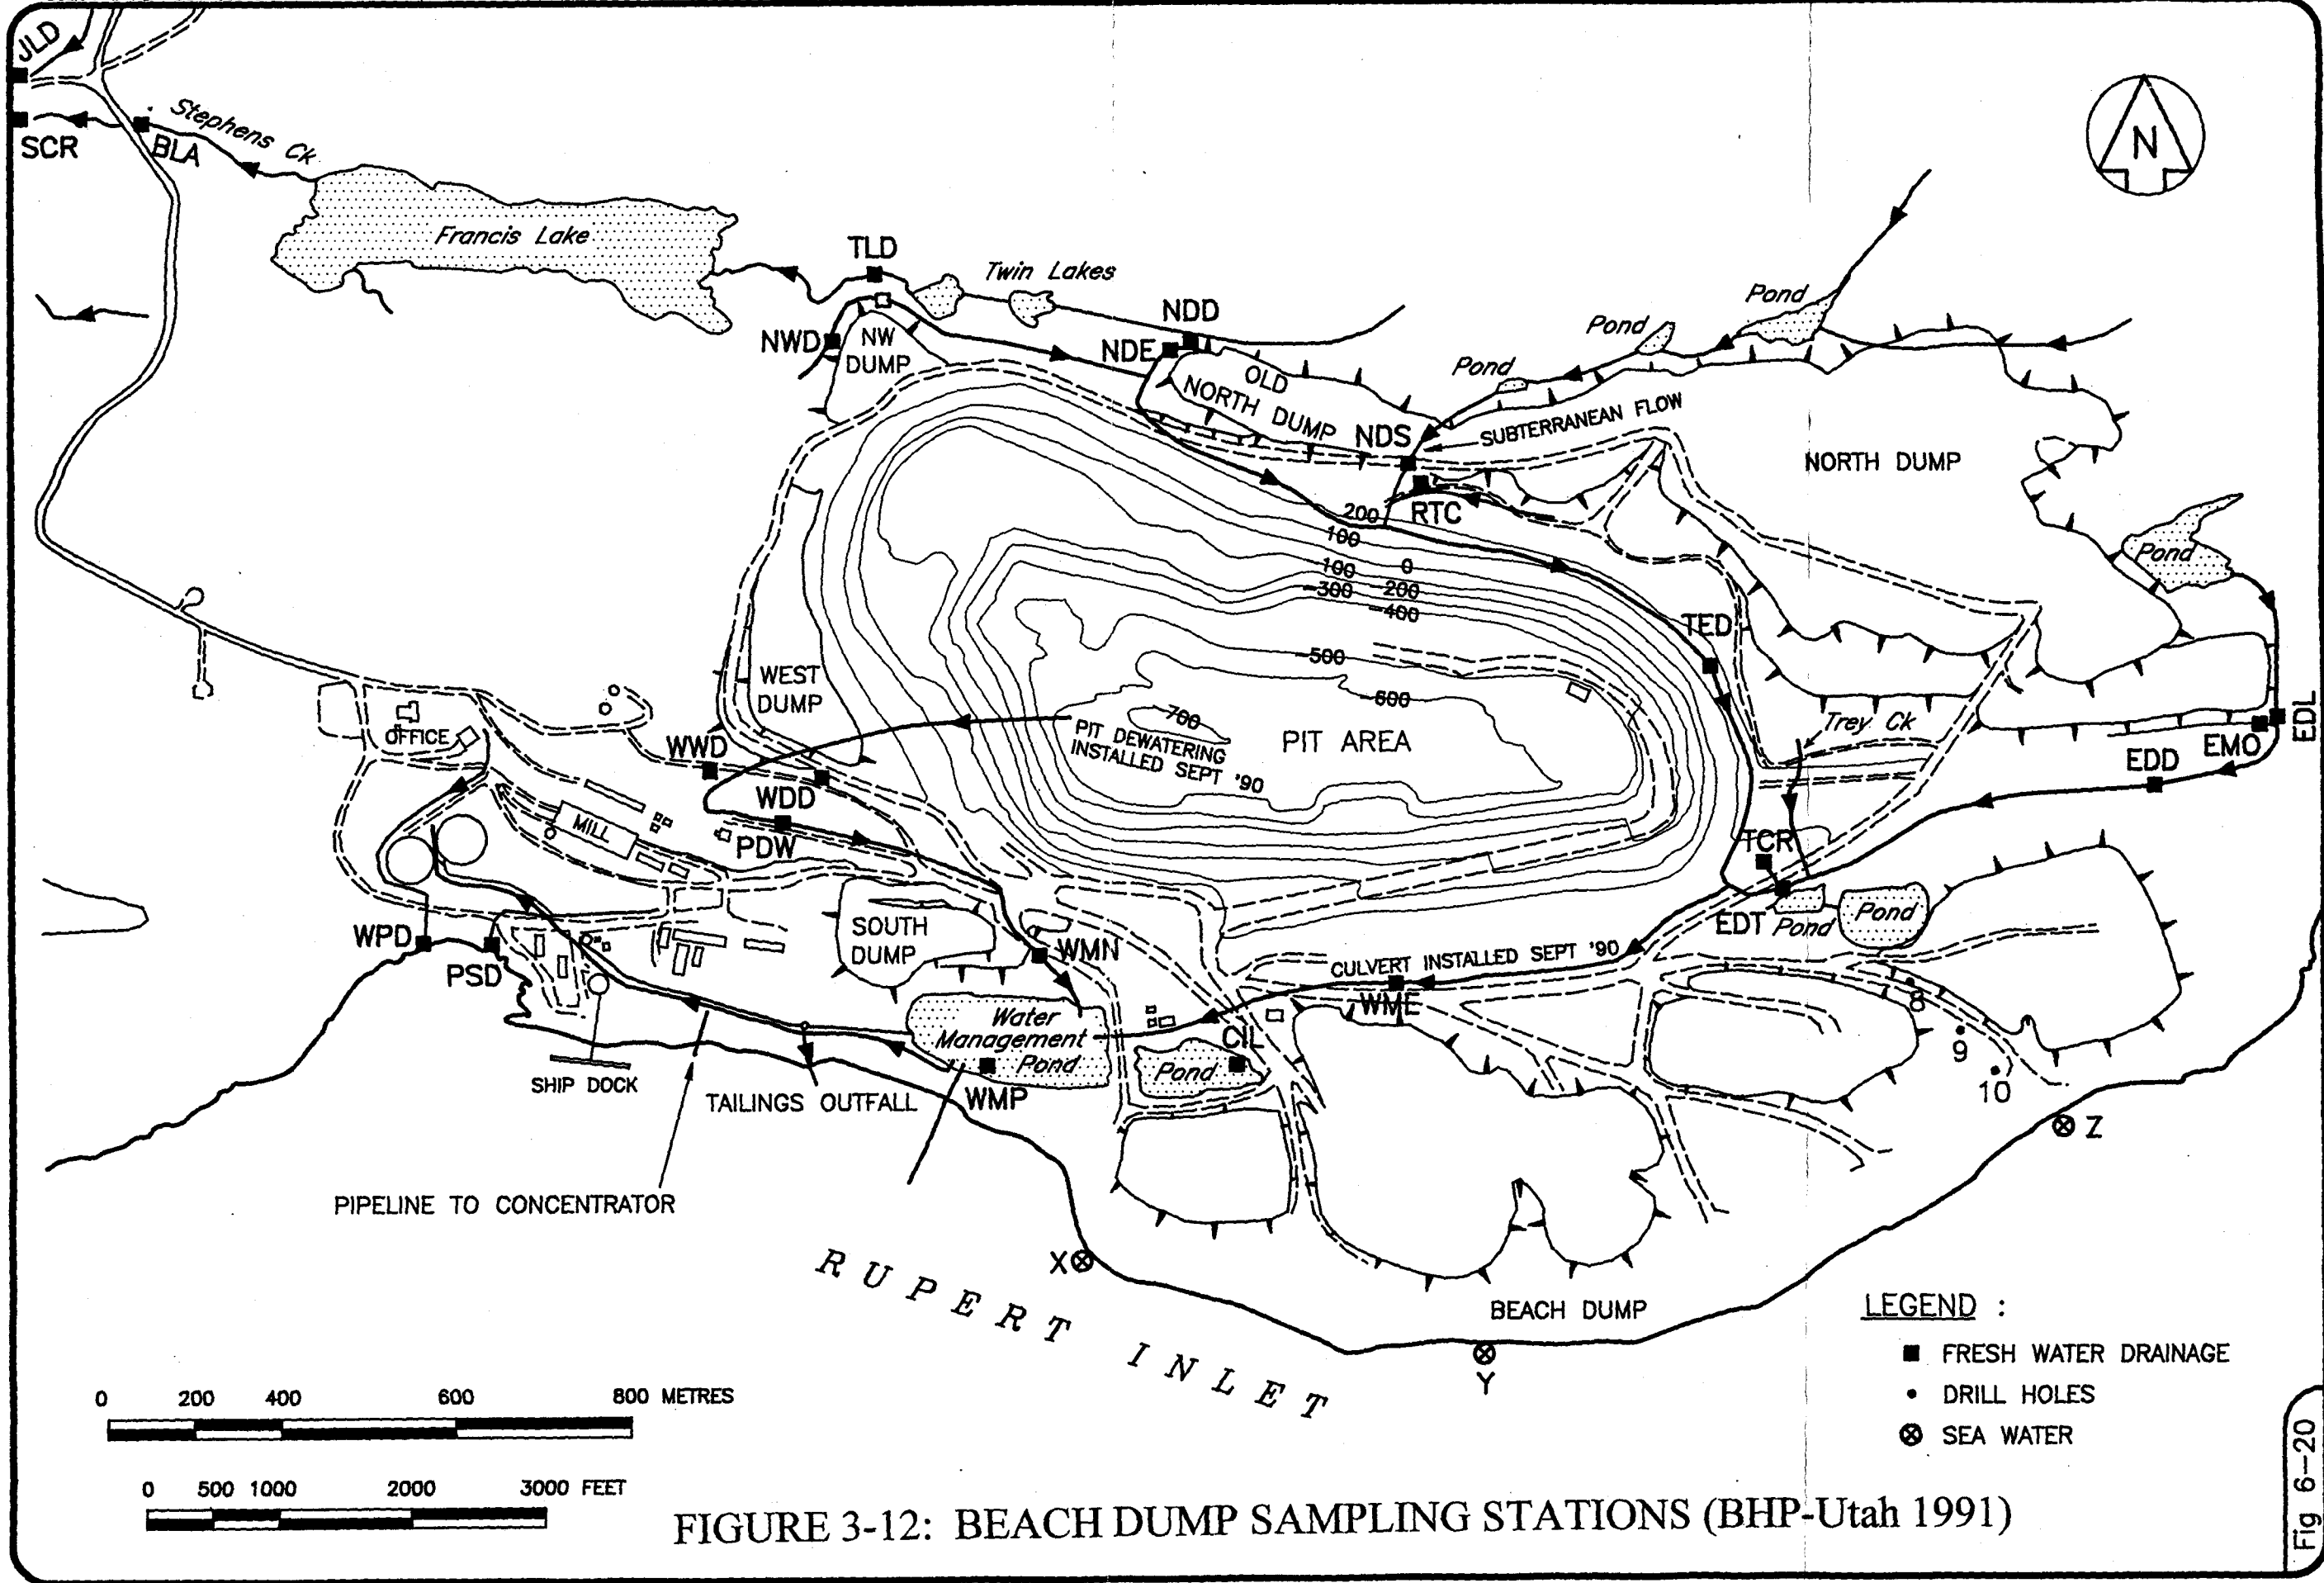 JLD
SCR
BLA
Stephens Ck
N
Francis Lake
TLD
Twin Lakes
NDD
Pond
Pond
Pond
NWD
NW
DUMP
NDE
OLD
NORTH DUMP
NDS
SUBTERRANEAN FLOW
NORTH DUMP
RTC
200
100
0
-100
-200
-300
-400
-500
-600
-700
Pond
TED
WEST
DUMP
PIT DEWATERING
INSTALLED SEPT '90
PIT AREA
Trey Ck
EDL
EMO
EDD
OFFICE
WWD
WDD
MILL
PDW
TCR
EDT
Pond
Pond
SOUTH
DUMP
WPD
PSD
WMN
CULVERT INSTALLED SEPT '90
WME
Water
Management
Pond
CIL
Pond
WMP
8
9
10
SHIP DOCK
TAILINGS OUTFALL
Z
PIPELINE TO CONCENTRATOR
X
RUPERT INLET
BEACH DUMP
Y
LEGEND :
FRESH WATER DRAINAGE
DRILL HOLES
SEA WATER
0 200 400 600 800 METRES
0 500 1000 2000 3000 FEET
FIGURE 3-12: BEACH DUMP SAMPLING STATIONS (BHP-Utah 1991)
Fig 6-20